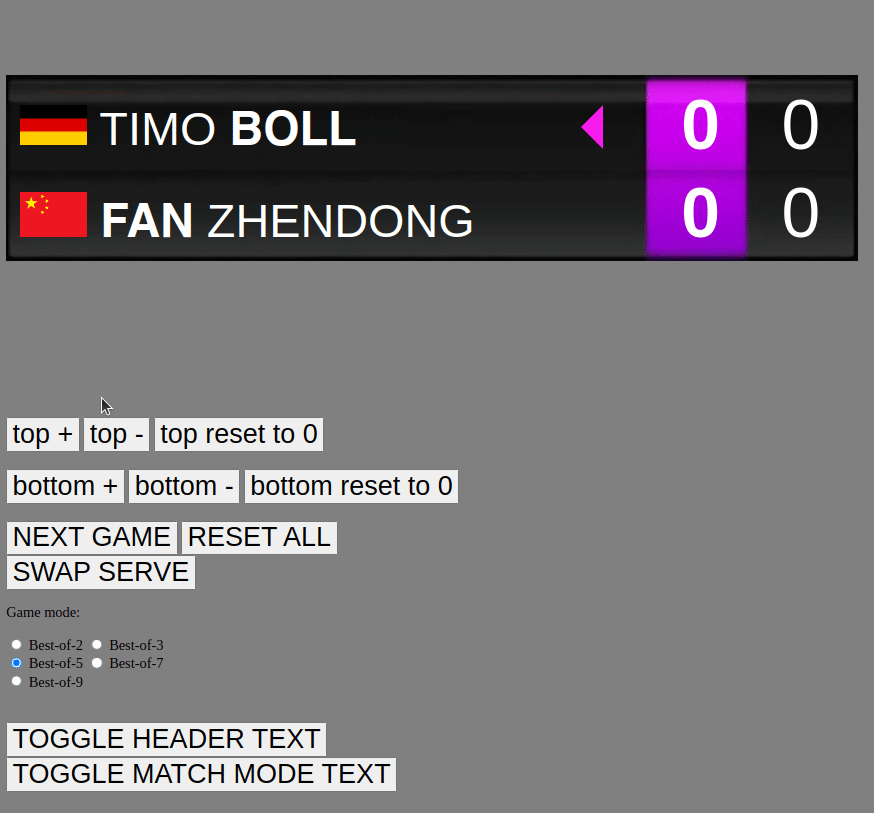 TIMO BOLL 0 0
FAN ZHENDONG 0 0
top + top - top reset to 0
bottom + bottom - bottom reset to 0
NEXT GAME RESET ALL
SWAP SERVE
Game mode:
Best-of-2 Best-of-3
Best-of-5 Best-of-7
Best-of-9
TOGGLE HEADER TEXT
TOGGLE MATCH MODE TEXT